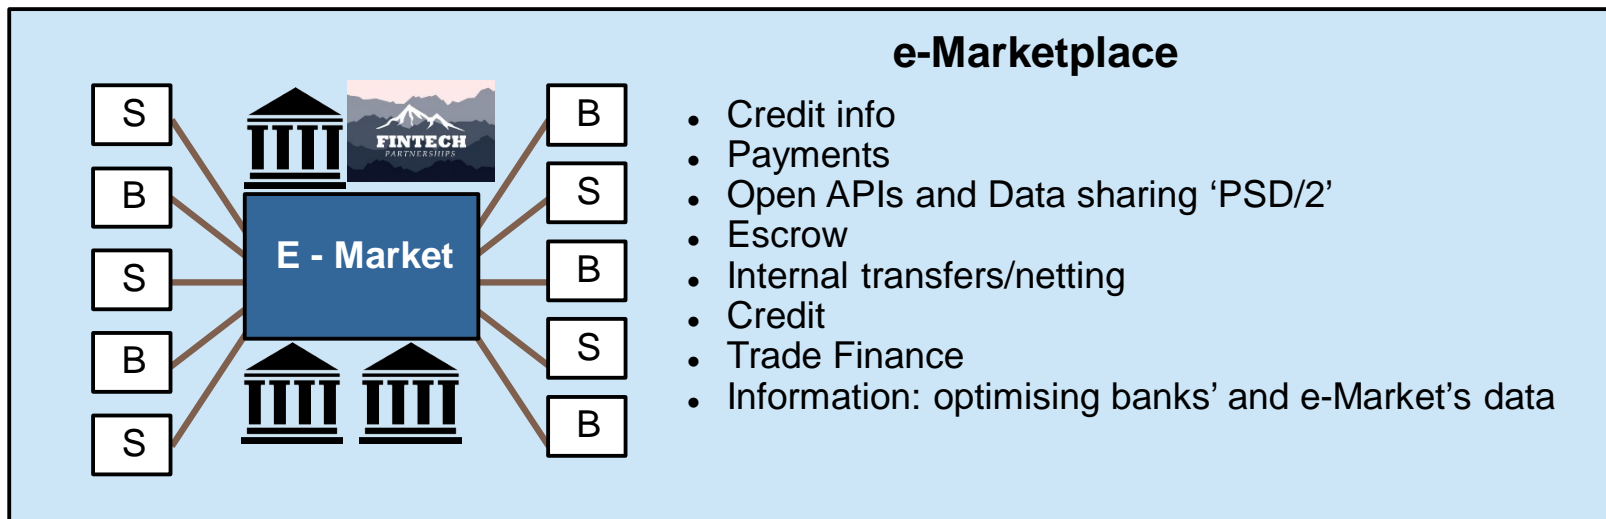 e-Marketplace
S
B
S
B
S
FINTECH
PARTNERSHIPS
E - Market
B
S
B
S
B
Credit info
Payments
Open APIs and Data sharing ‘PSD/2’
Escrow
Internal transfers/netting
Credit
Trade Finance
Information: optimising banks’ and e-Market’s data